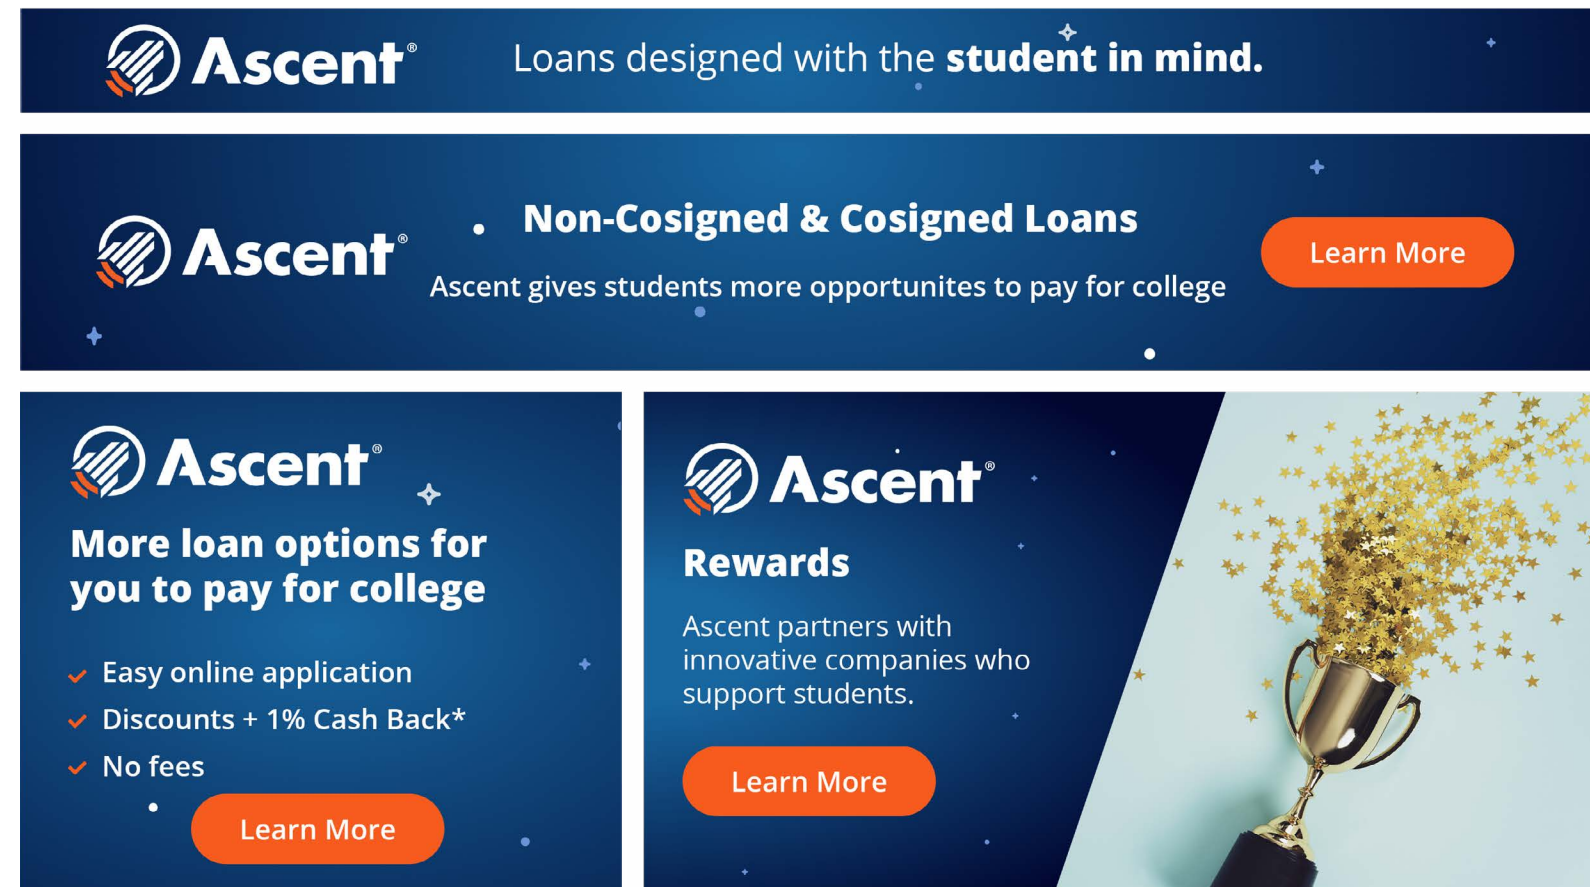 Ascent®
Loans designed with the student in mind.
Ascent®
Non-Cosigned & Cosigned Loans
Ascent gives students more opportunites to pay for college
Learn More
Ascent®
More loan options for
you to pay for college
Easy online application
Discounts + 1% Cash Back*
No fees
Learn More
Ascent®
Rewards
Ascent partners with
innovative companies who
support students.
Learn More